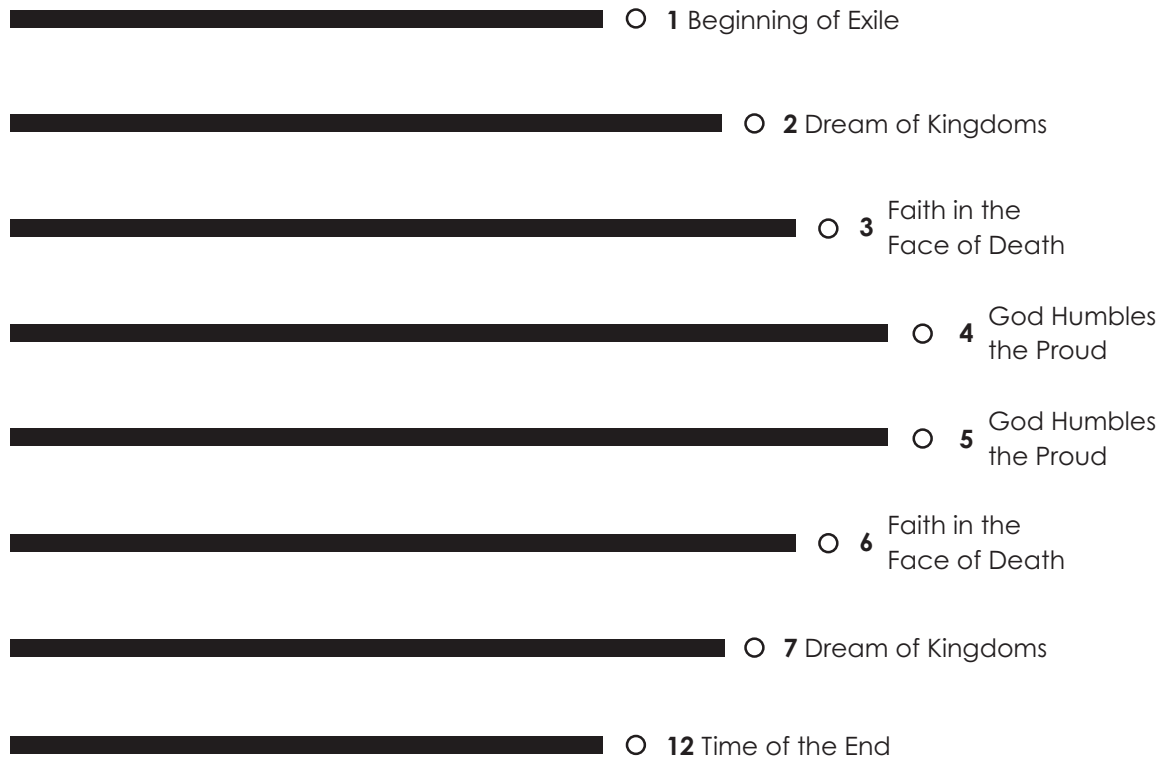 1 Beginning of Exile
2 Dream of Kingdoms
3 Faith in the
Face of Death
4 God Humbles
the Proud
5 God Humbles
the Proud
6 Faith in the
Face of Death
7 Dream of Kingdoms
12 Time of the End